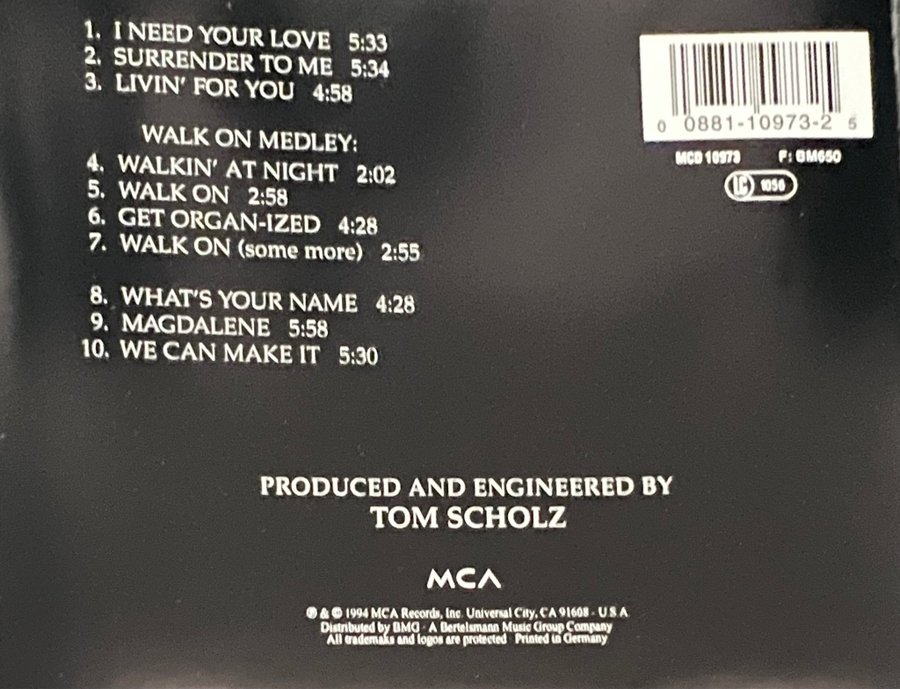 1. I NEED YOUR LOVE 5:33
2. SURRENDER TO ME 5:34
3. LIVIN' FOR YOU 4:58
WALK ON MEDLEY:
4. WALKIN' AT NIGHT 2:02
5. WALK ON 2:58
6. GET ORGAN-IZED 4:28
7. WALK ON (some more) 2:55
8. WHAT'S YOUR NAME 4:28
9. MAGDALENE 5:58
10. WE CAN MAKE IT 5:30
0 0881-10973-2 5
MCD 10973 P: BM650
LC 1056
PRODUCED AND ENGINEERED BY
TOM SCHOLZ
MCA
℗ & © 1994 MCA Records, Inc. Universal City, CA 91608 - U.S.A.
Distributed by BMG - A Bertelsmann Music Group Company
All trademaks and logos are protected Printed in Germany